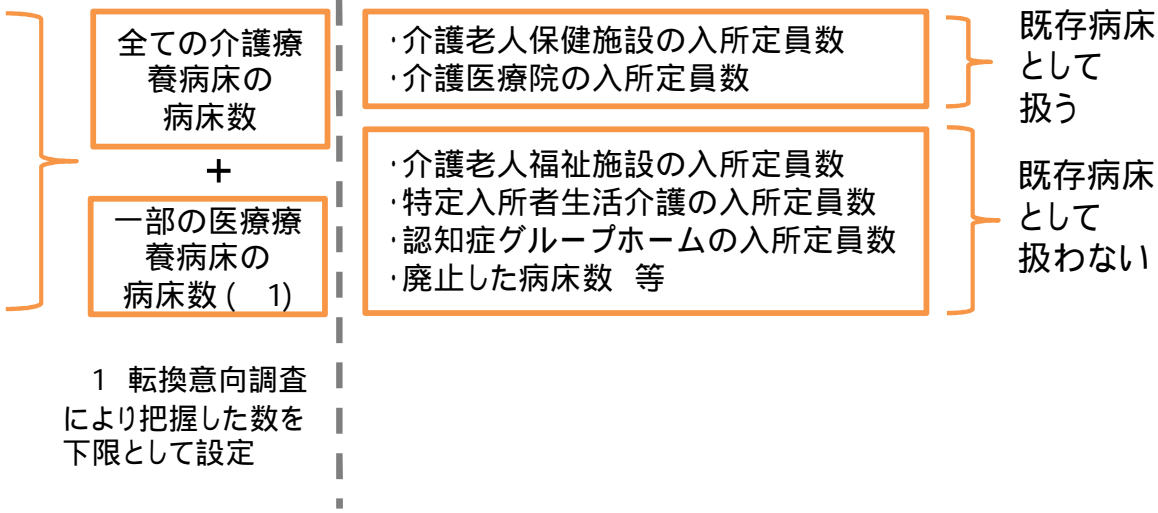 全ての介護療
養病床の
病床数
+
一部の医療療
養病床の
病床数( 1)
1 転換意向調査
により把握した数を
下限として設定
・介護老人保健施設の入所定員数
・介護医療院の入所定員数
既存病床
として
扱う
・介護老人福祉施設の入所定員数
・特定入所者生活介護の入所定員数
・認知症グループホームの入所定員数
・廃止した病床数 等
既存病床
として
扱わない